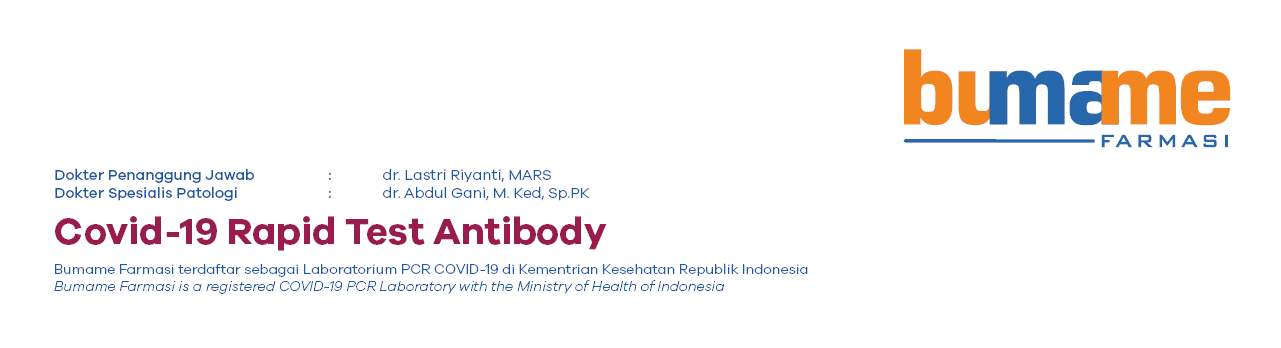 bumame
FARMASI
Dokter Penanggung Jawab : dr. Lastri Riyanti, MARS
Dokter Spesialis Patologi : dr. Abdul Gani, M. Ked, Sp.PK
Covid-19 Rapid Test Antibody
Bumame Farmasi terdaftar sebagai Laboratorium PCR COVID-19 di Kementrian Kesehatan Republik Indonesia
Bumame Farmasi is a registered COVID-19 PCR Laboratory with the Ministry of Health of Indonesia